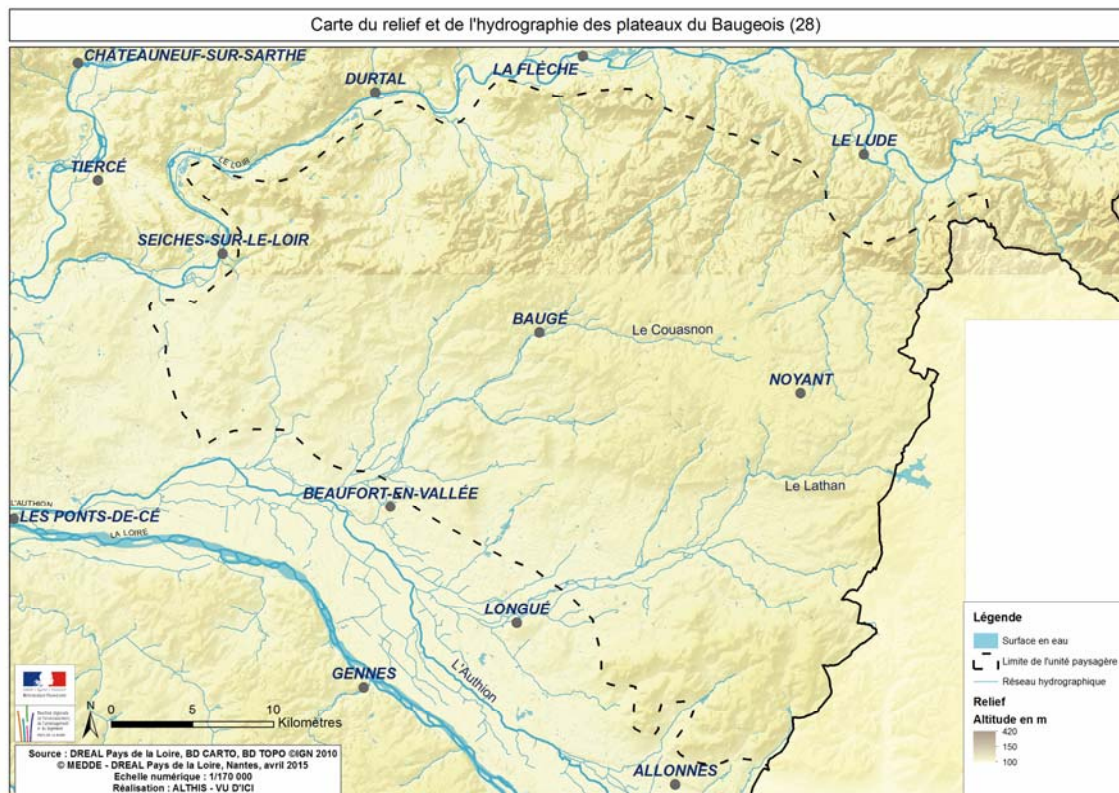 Carte du relief et de l'hydrographie des plateaux du Baugeois (28)
CHÂTEAUNEUF-SUR-SARTHE
LA FLÈCHE
DURTAL
LE LUDE
LE LOIR
TIERCÉ
SEICHES-SUR-LE-LOIR
BAUGÉ
Le Couasnon
NOYANT
Le Lathan
BEAUFORT-EN-VALLÉE
L'AUTHION
LES PONTS-DE-CÉ
LA LOIRE
LONGUÉ
L'Authion
GENNES
ALLONNES
Légende
Surface en eau
Limite de l'unité paysagère
Réseau hydrographique
Relief
Altitude en m
420
150
100
N
0 5 10
Kilomètres
Source : DREAL Pays de la Loire, BD CARTO, BD TOPO ©IGN 2010
© MEDDE - DREAL Pays de la Loire, Nantes, avril 2015
Echelle numérique : 1/170 000
Réalisation : ALTHIS - VU D'ICI